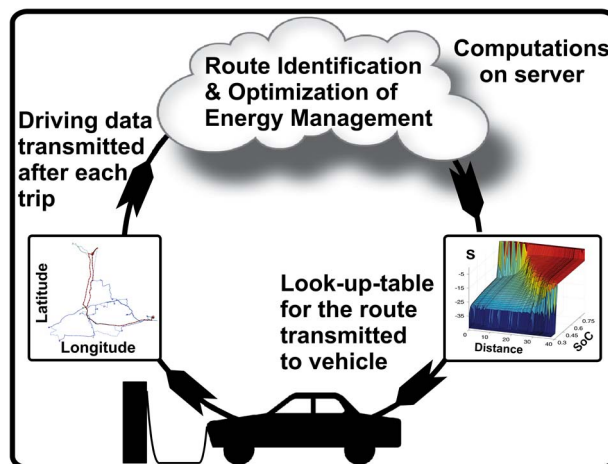 Route Identification
& Optimization of
Energy Management
Computations
on server
Driving data
transmitted
after each
trip
Latitude
Longitude
Look-up-table
for the route
transmitted
to vehicle
S
-5
-15
-25
-35
0 10 20 30 40
Distance
0.3 0.45 0.6 0.75
SoC